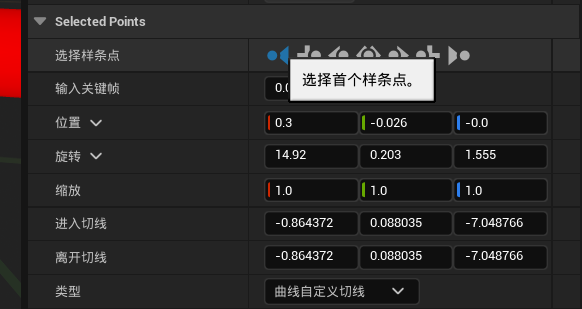 Selected Points
选择样条点
选择首个样条点。
输入关键帧
位置 0.3 -0.026 -0.0
旋转 14.92 0.203 1.555
缩放 1.0 1.0 1.0
进入切线 -0.864372 0.088035 -7.048766
离开切线 -0.864372 0.088035 -7.048766
类型 曲线自定义切线